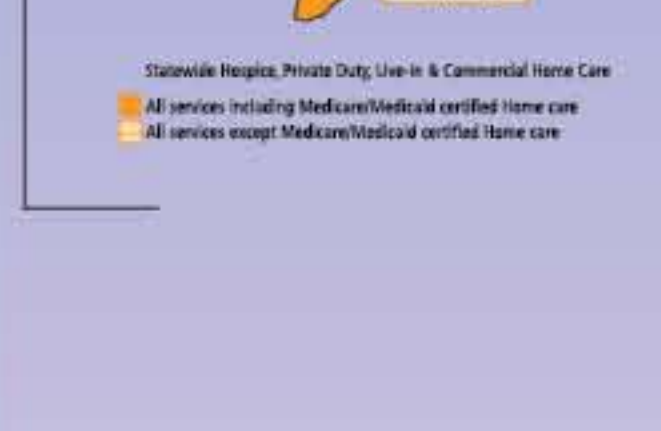 Statewide Hospice, Private Duty, Live-in & Commercial Home Care
All services including Medicare/Medicaid certified Home care
All services except Medicare/Medicaid certified Home care